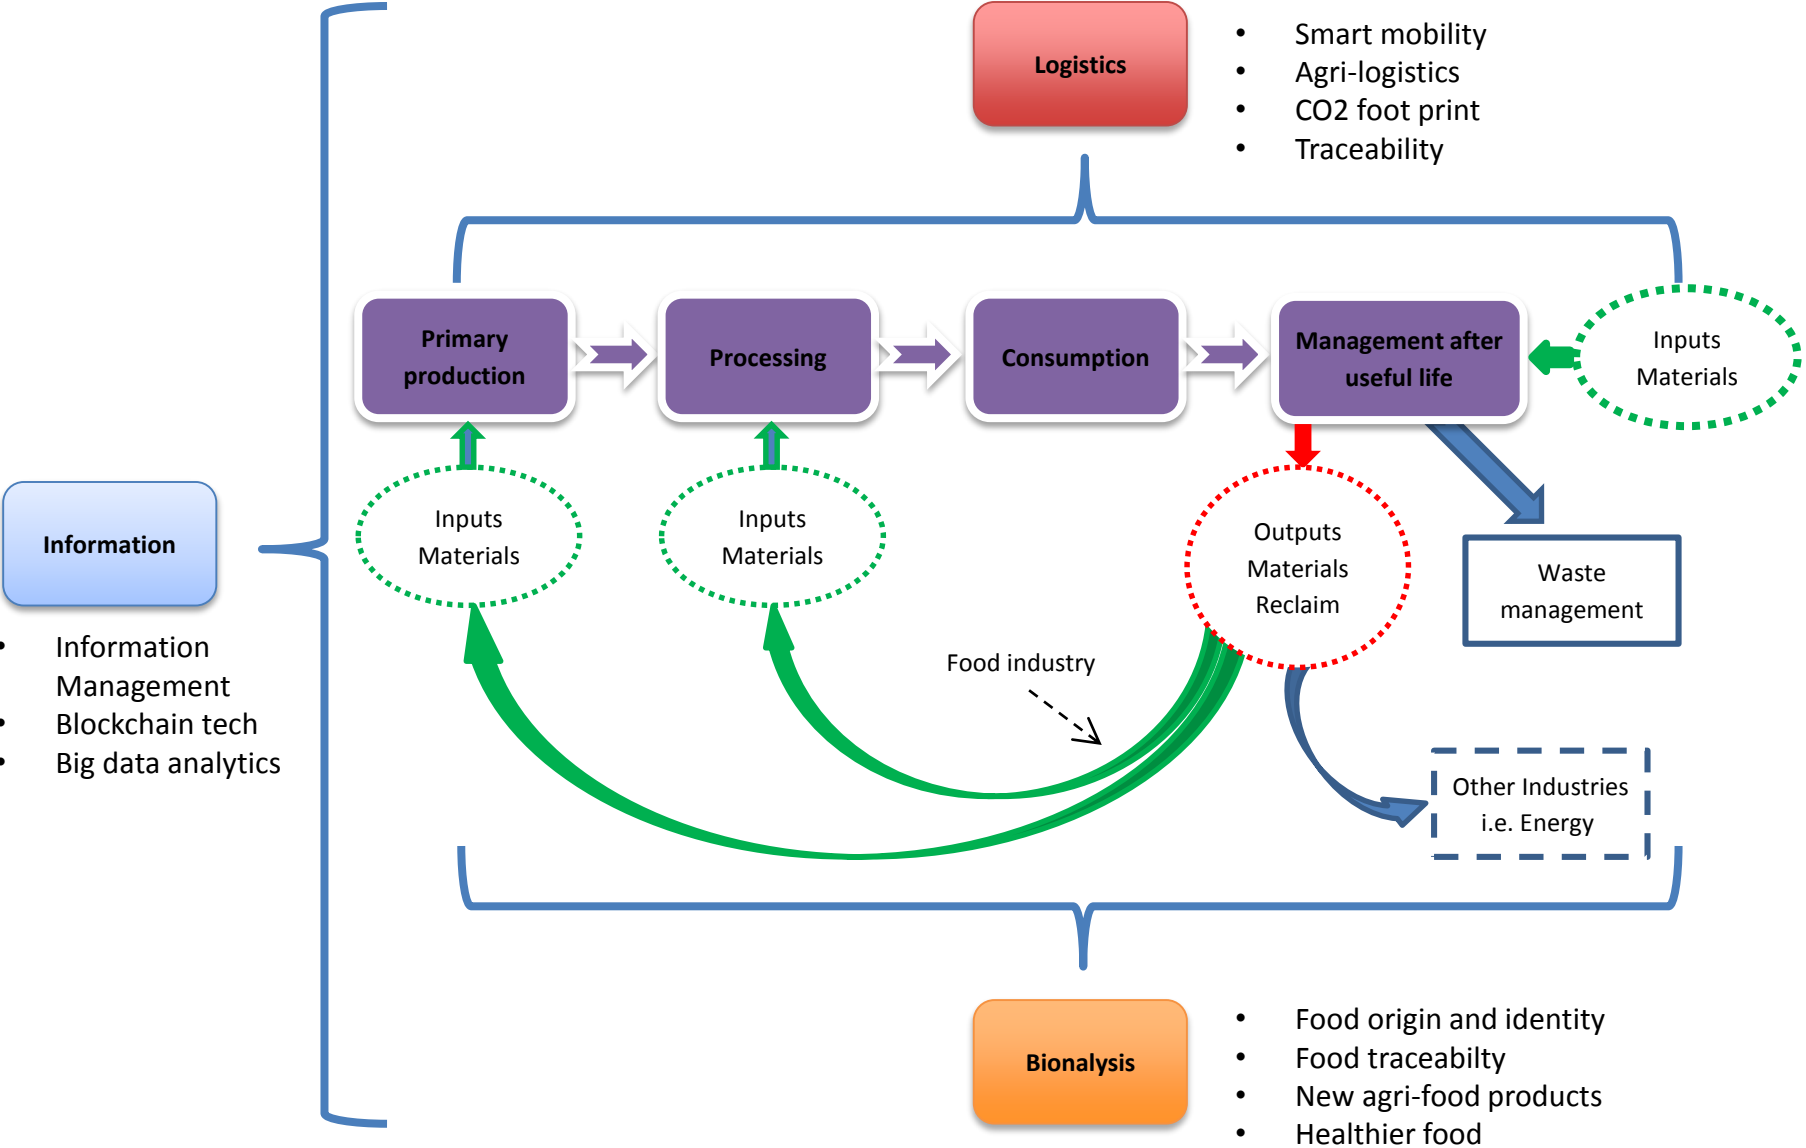 Logistics
• Smart mobility
• Agri-logistics
• CO2 foot print
• Traceability
Primary
production
Processing
Consumption
Management after
useful life
Inputs
Materials
Inputs
Materials
Inputs
Materials
Outputs
Materials
Reclaim
Waste
management
Information
• Information
Management
• Blockchain tech
• Big data analytics
Food industry
Other Industries
i.e. Energy
Bionalysis
• Food origin and identity
• Food traceabilty
• New agri-food products
• Healthier food